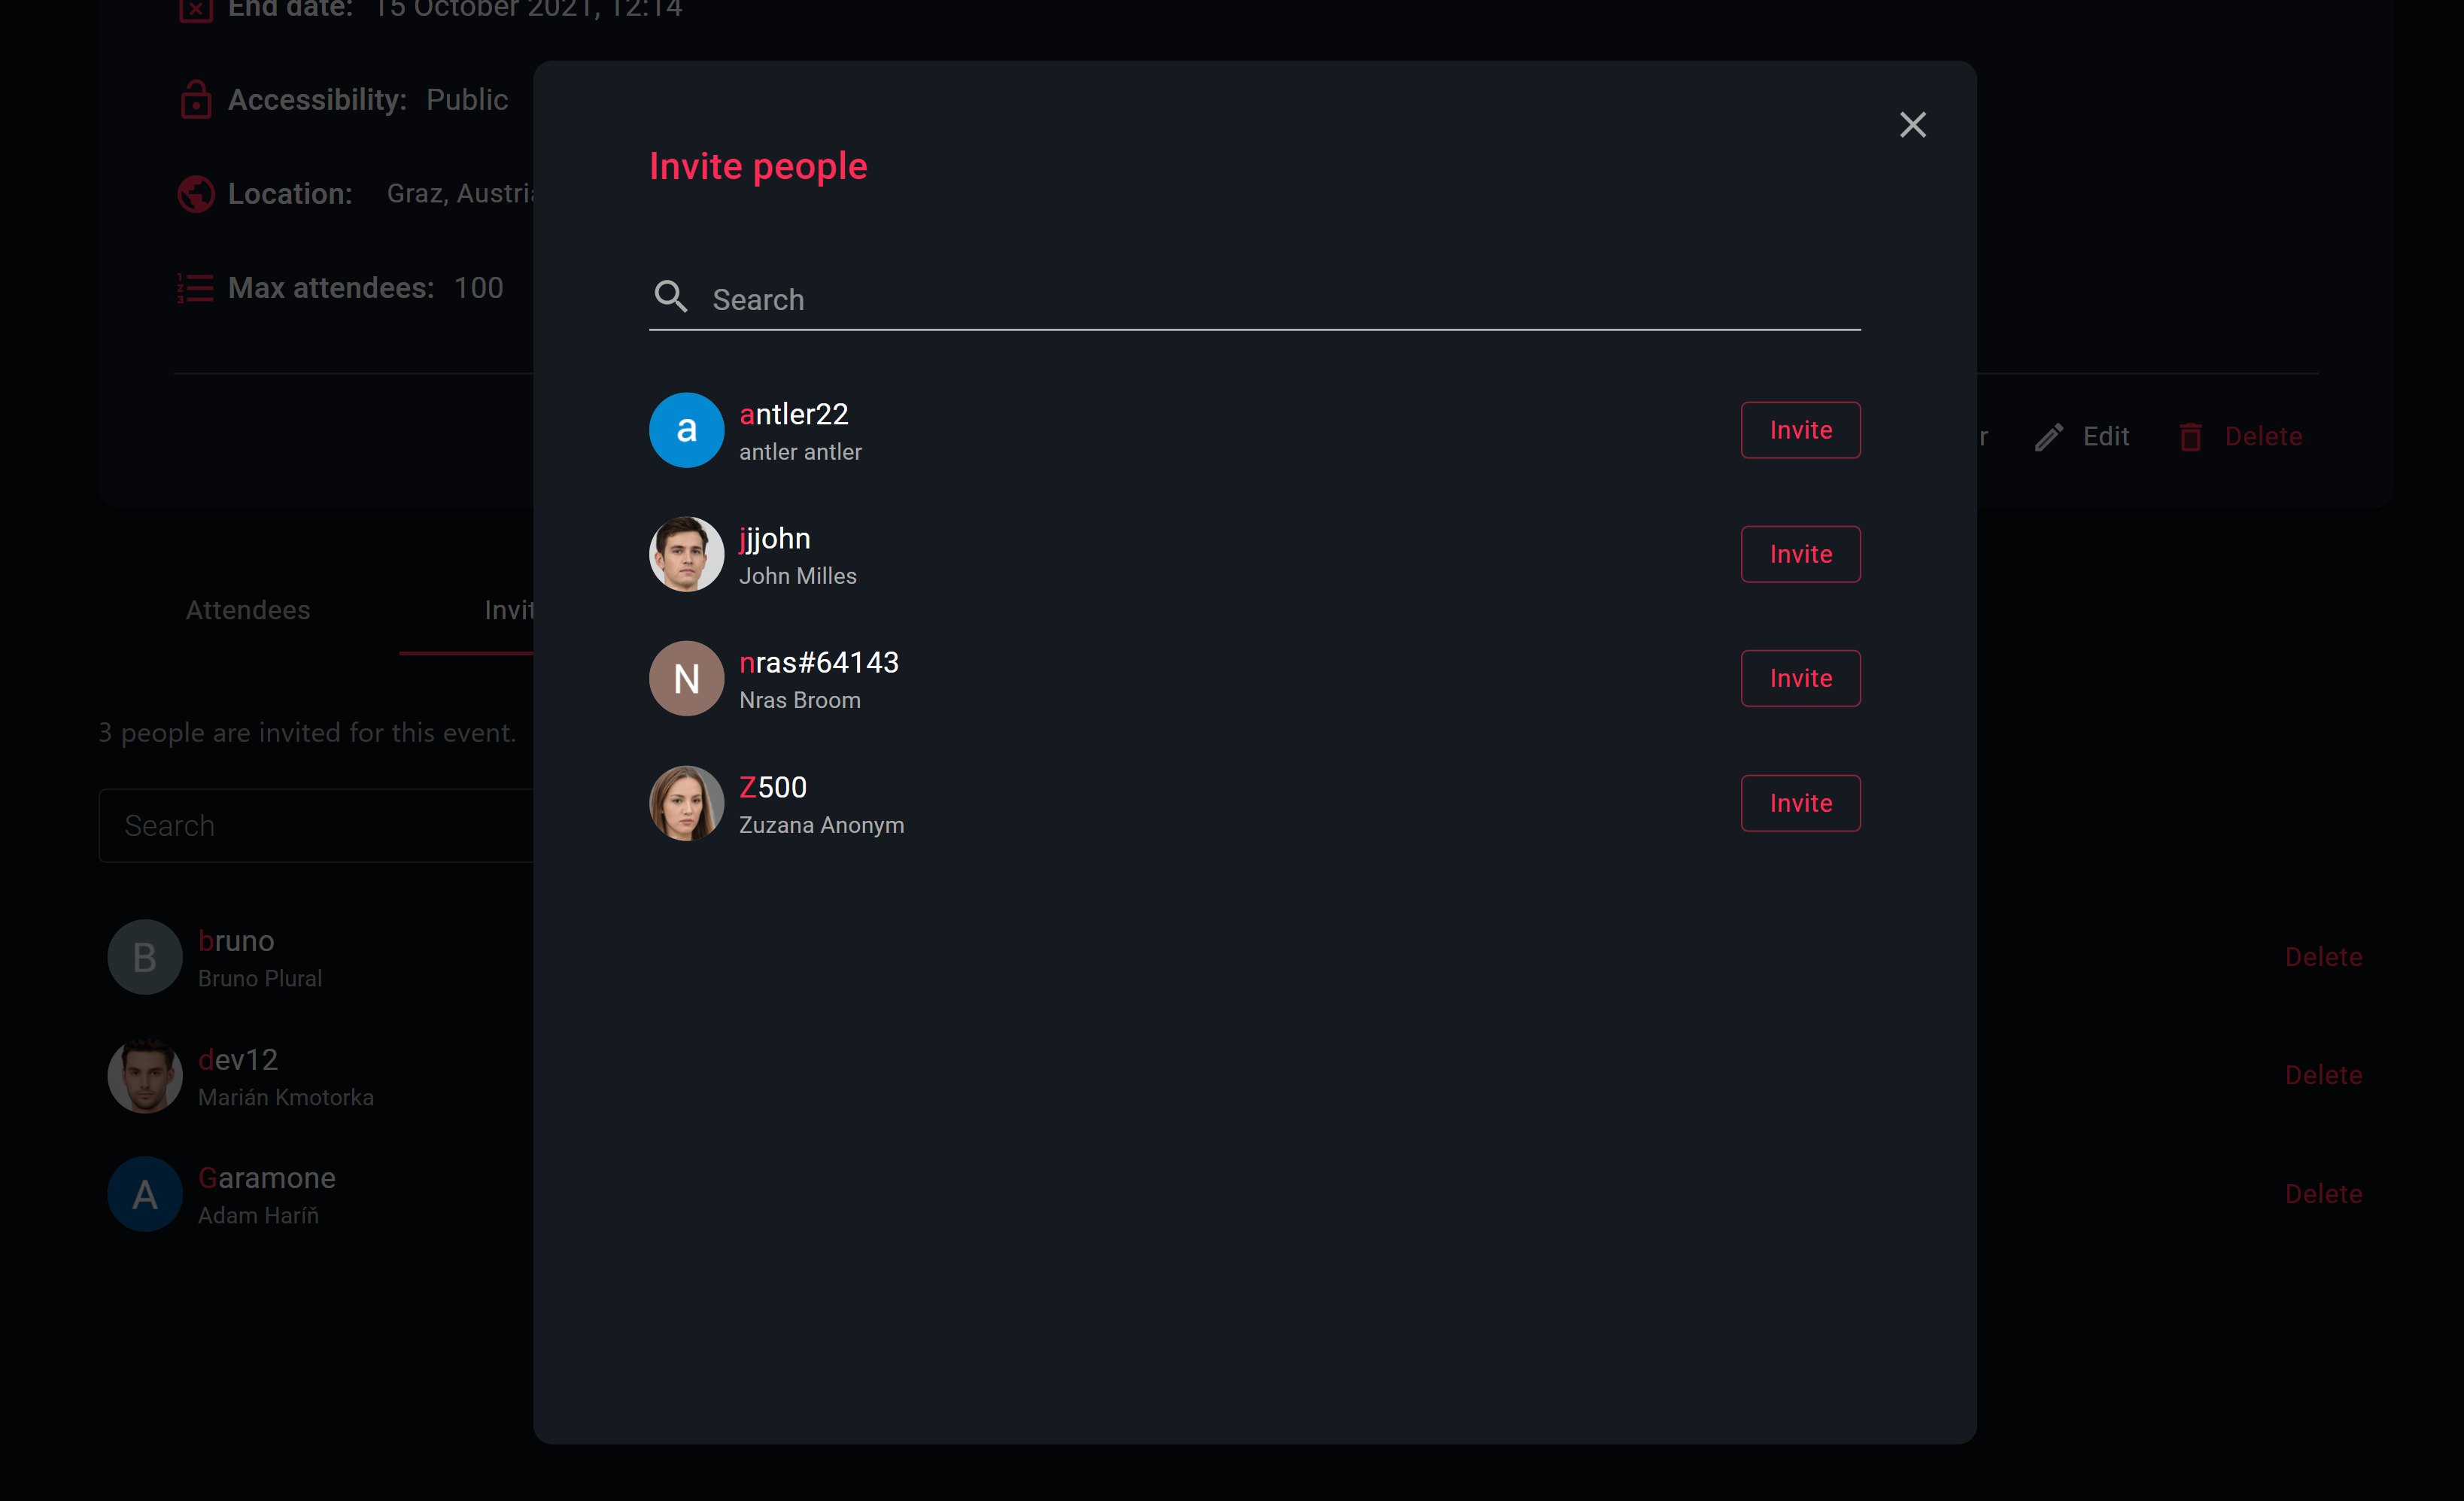 End date: 15 October 2021, 12:14
Accessibility: Public
Location: Graz, Austria
Max attendees: 100
Edit
Delete
Attendees
3 people are invited for this event.
Search
B
bruno
Bruno Plural
Delete
dev12
Marián Kmotorka
Delete
A
Garamone
Adam Haríň
Delete
Invite people
Search
a
antler22
antler antler
Invite
jjjohn
John Milles
Invite
N
nras#64143
Nras Broom
Invite
Z500
Zuzana Anonym
Invite